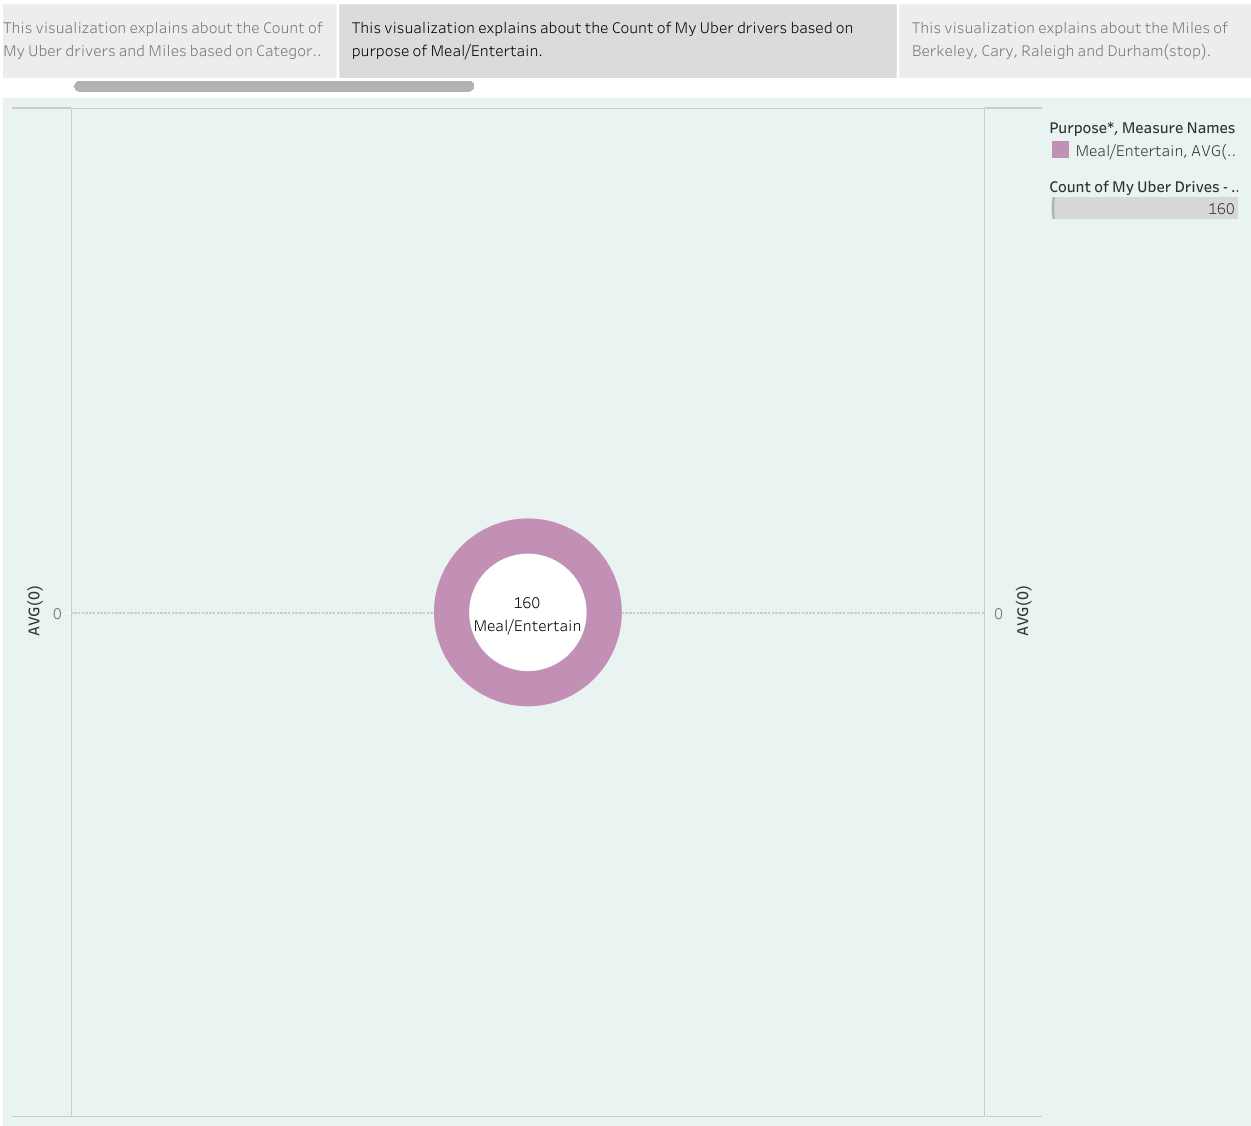 This visualization explains about the Count of
My Uber drivers and Miles based on Categor..
This visualization explains about the Count of My Uber drivers based on
purpose of Meal/Entertain.
This visualization explains about the Miles of
Berkeley, Cary, Raleigh and Durham(stop).
Purpose*, Measure Names
Meal/Entertain, AVG(..
Count of My Uber Drives - ..
160
AVG(0)
0
160
Meal/Entertain
0
AVG(0)